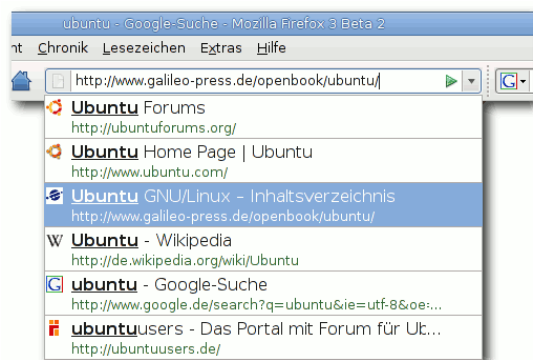 ubuntu - Google-Suche - Mozilla Firefox 3 Beta 2
ht Chronik Lesezeichen Extras Hilfe
http://www.galileo-press.de/openbook/ubuntu/ G
Ubuntu Forums
http://ubuntuforums.org/
Ubuntu Home Page | Ubuntu
http://www.ubuntu.com/
Ubuntu GNU/Linux – Inhaltsverzeichnis
http://www.galileo-press.de/openbook/ubuntu/
W Ubuntu - Wikipedia
http://de.wikipedia.org/wiki/Ubuntu
G ubuntu - Google-Suche
http://www.google.de/search?q=ubuntu&ie=utf-8&oe=...
ubuntuusers - Das Portal mit Forum für Ub...
http://ubuntuusers.de/